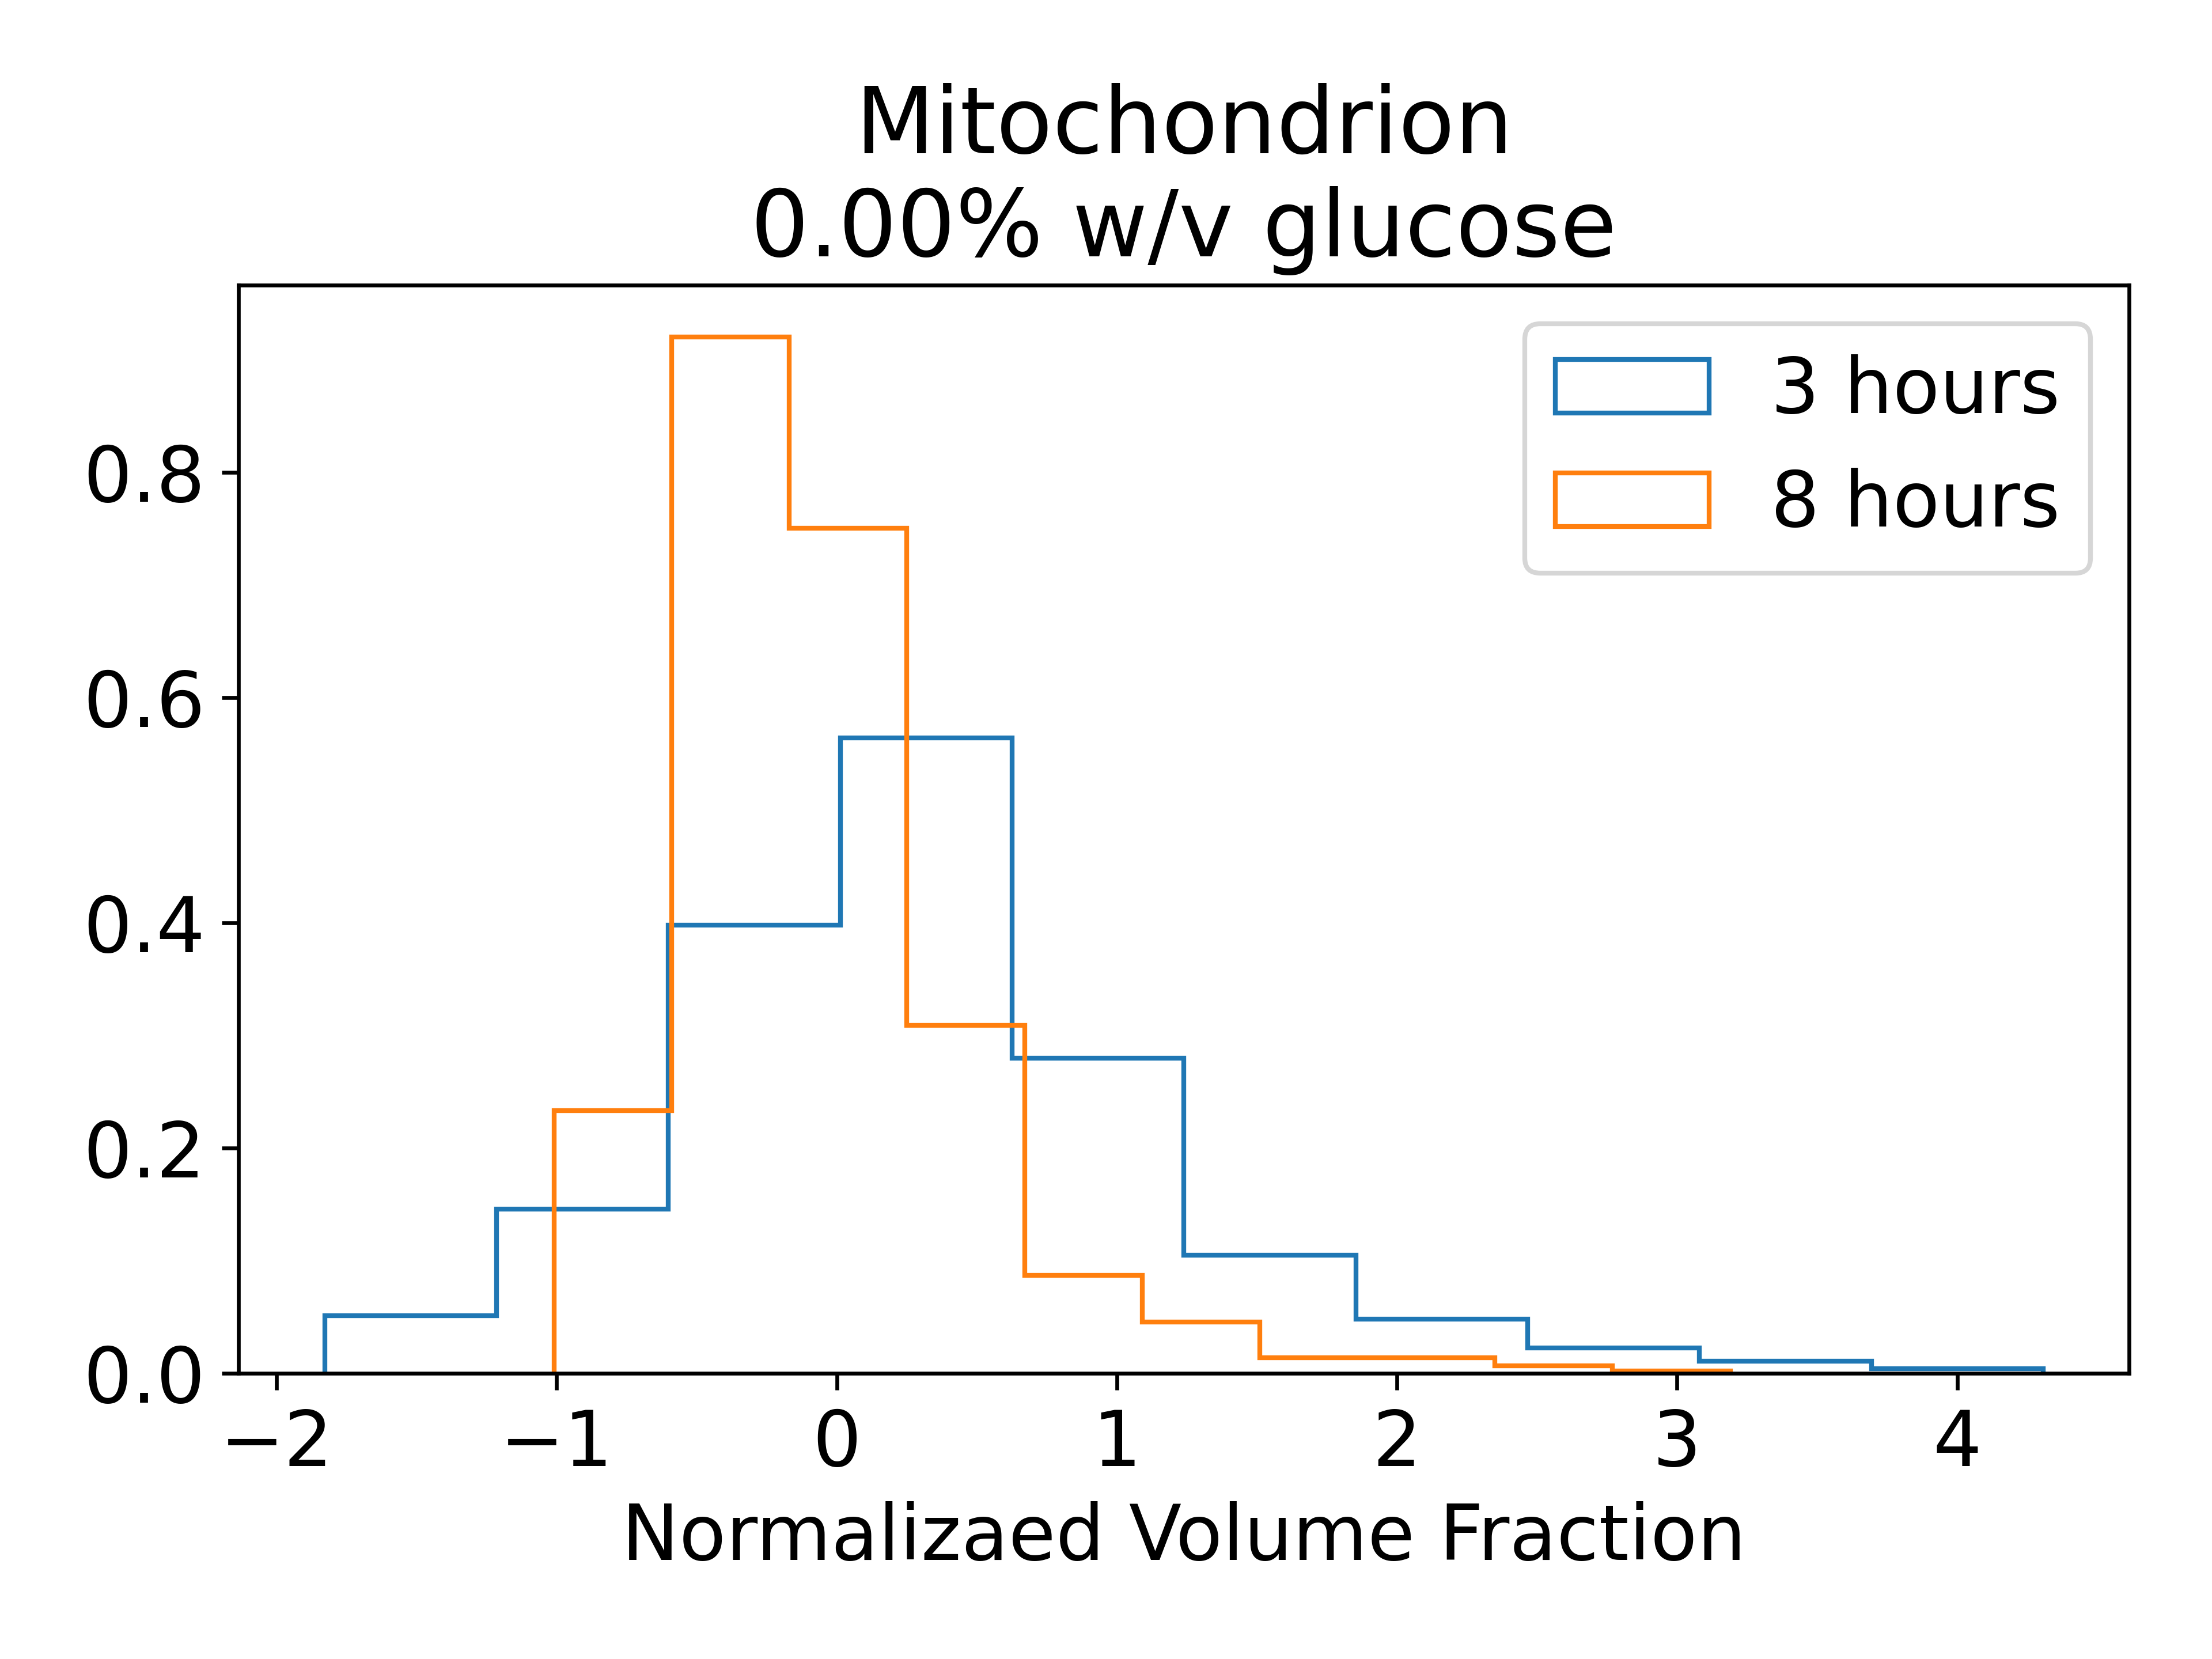 Mitochondrion
0.00% w/v glucose
3 hours
8 hours
0.8
0.6
0.4
0.2
0.0
−2 −1 0 1 2 3 4
Normalizaed Volume Fraction